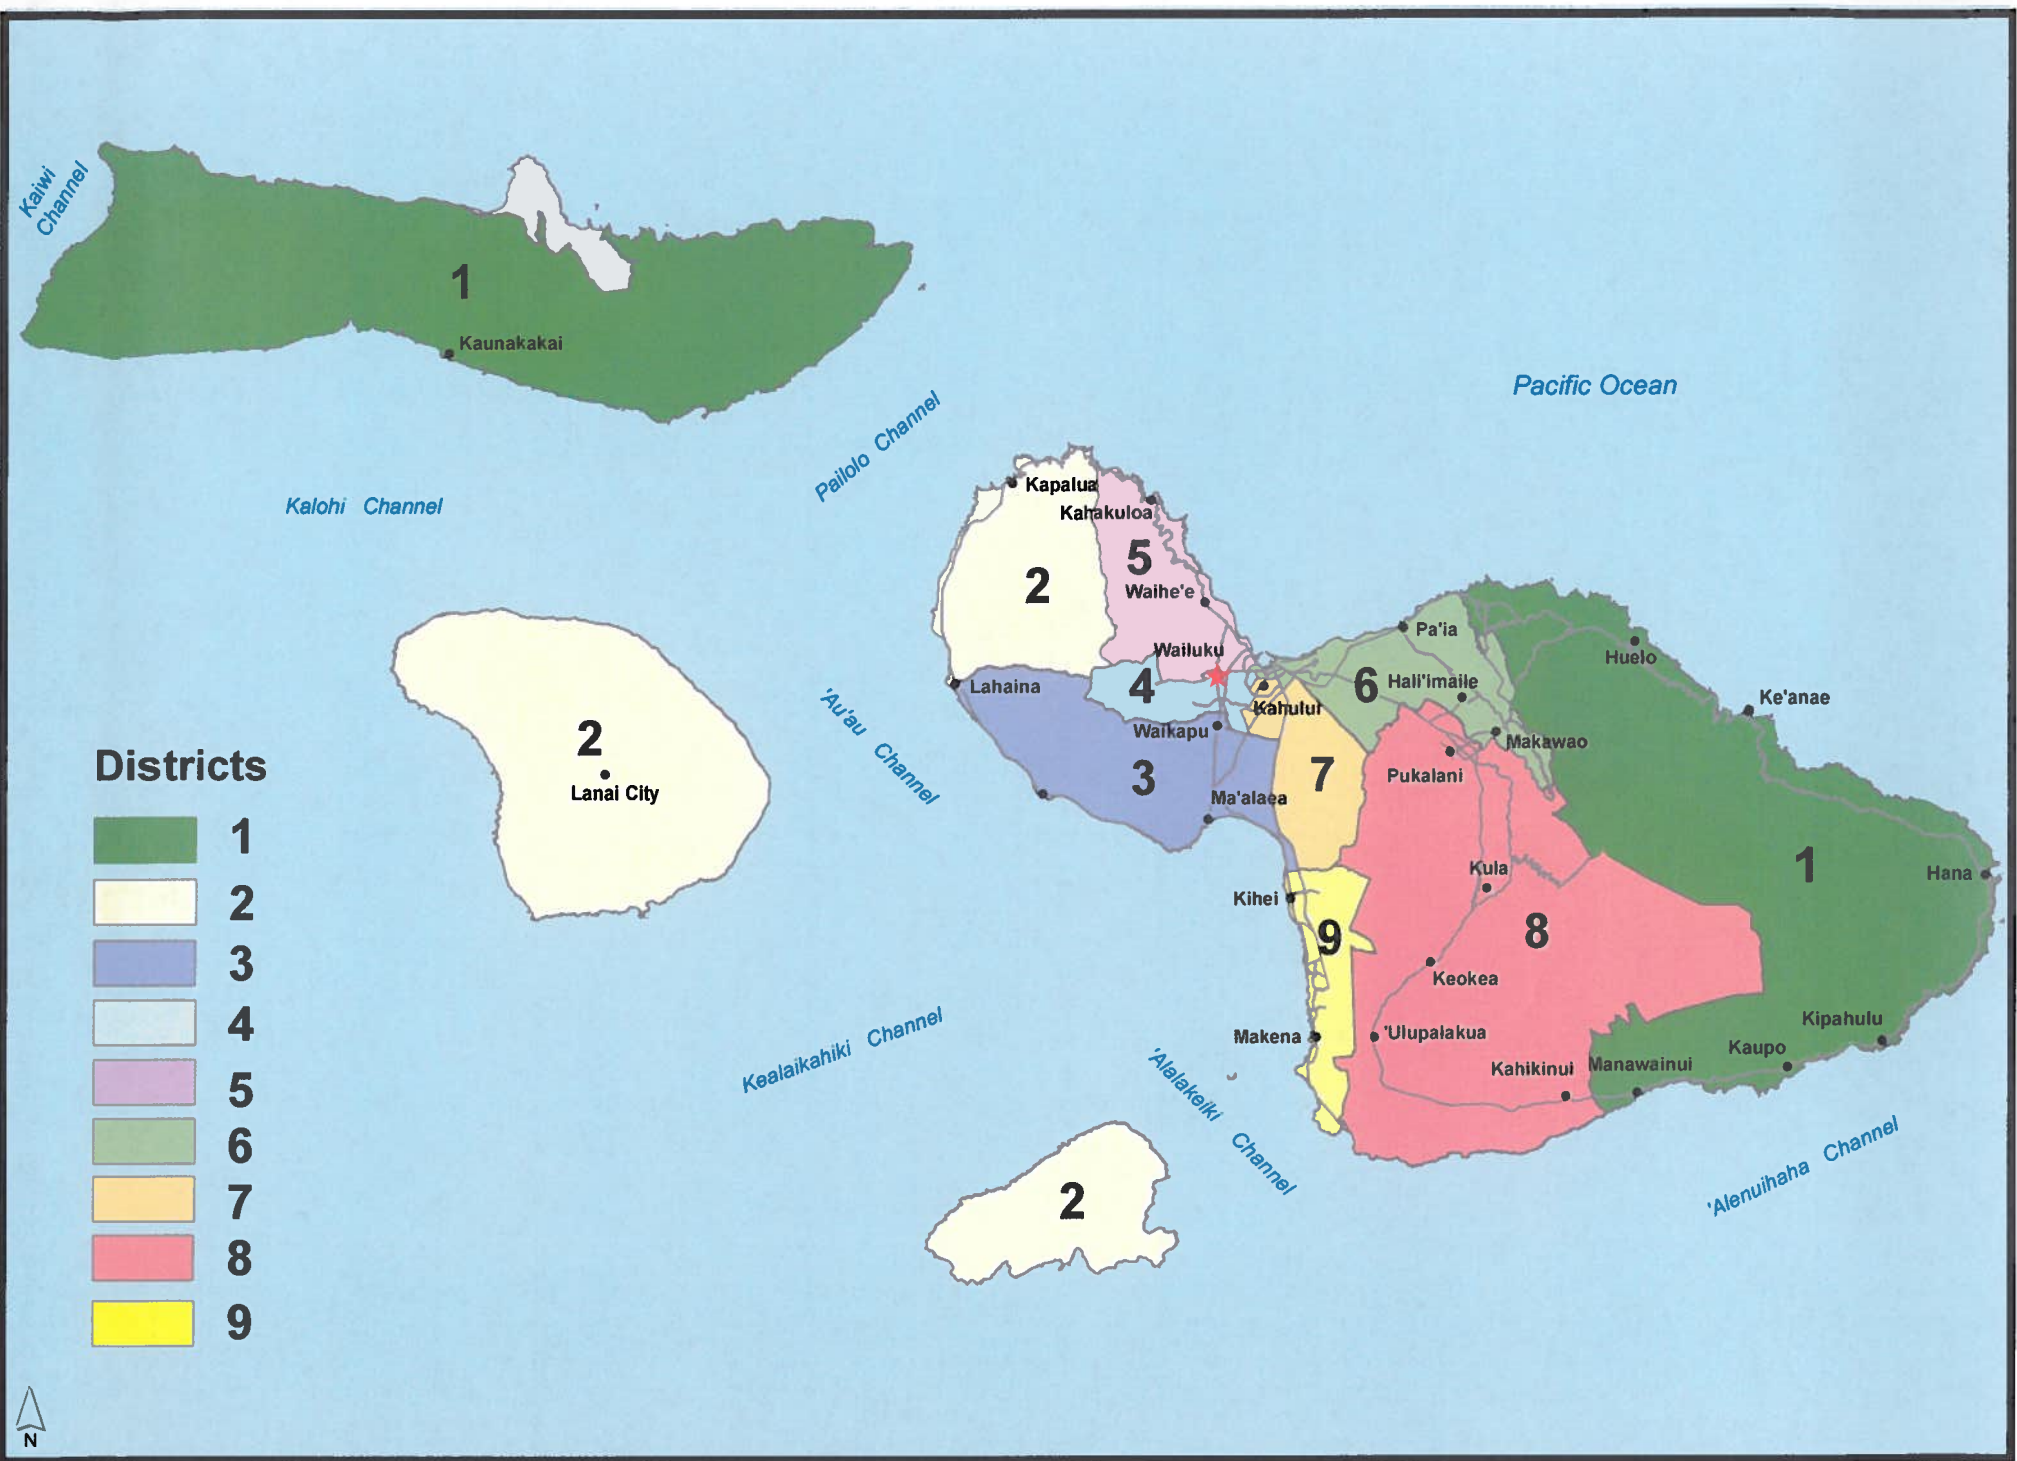 Kaiwi
Channel
1
Kaunakakai
Pacific Ocean
Pailolo Channel
Kalohi Channel
Kapalua
Kahakuloa
5
2
Waihe'e
Wailuku
Pa'ia
Huelo
4
6
Hali'imaile
Lahaina
Ke'anae
Kahului
Waikapu
Makawao
'Au'au Channel
2
Lanai City
3
7
Pukalani
Ma'alaea
Kula
1
Hana
Kihei
9
8
Keokea
Makena
'Ulupalakua
Kipahulu
Kaupo
Kahikinui
Manawainui
Kealaikahiki Channel
'Alalakeiki Channel
'Alenuihaha Channel
2
Districts
1
2
3
4
5
6
7
8
9
N